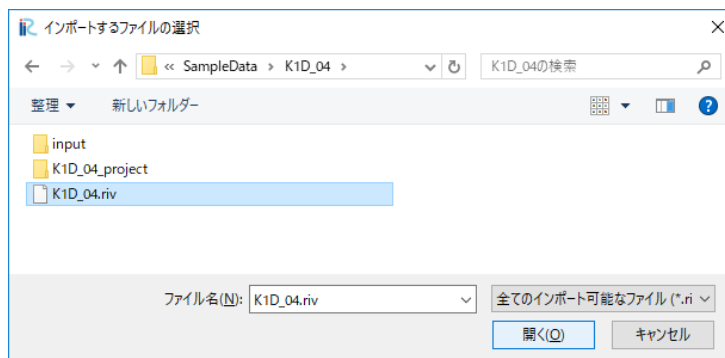 インポートするファイルの選択
« SampleData › K1D_04 ›
K1D_04の検索
整理
新しいフォルダー
input
K1D_04_project
K1D_04.riv
ファイル名(N): K1D_04.riv
全てのインポート可能なファイル (*.ri
開く(O)
キャンセル